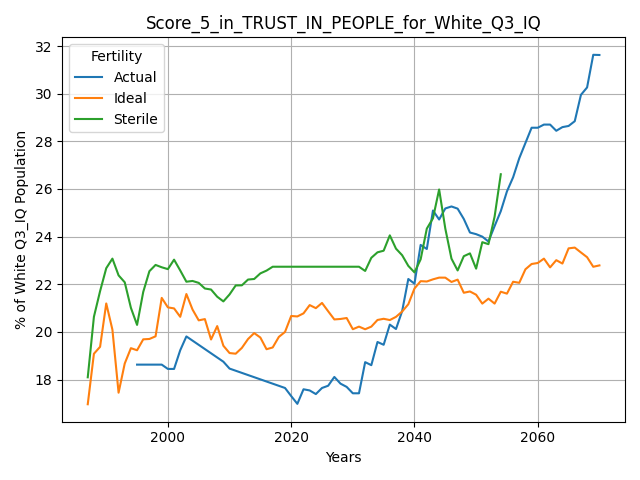 Score_5_in_TRUST_IN_PEOPLE_for_White_Q3_IQ
Fertility
Actual
Ideal
Sterile
% of White Q3_IQ Population
32
30
28
26
24
22
20
18
2000
2020
2040
2060
Years